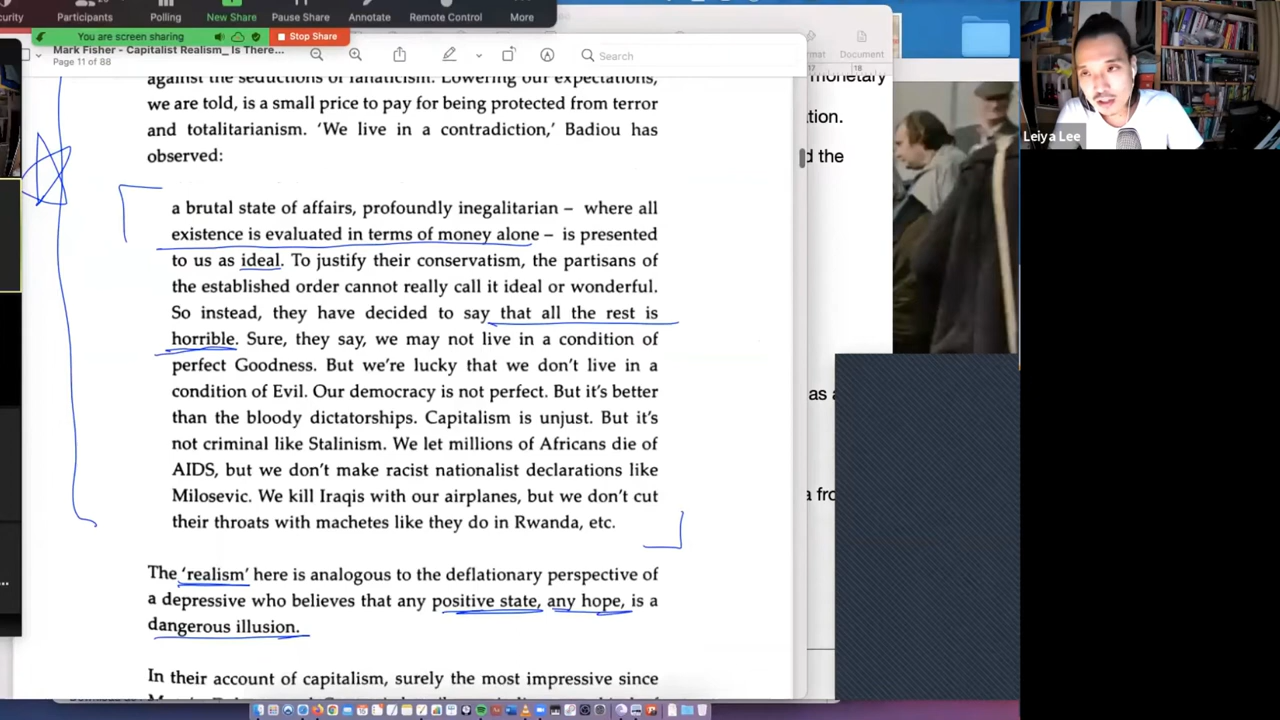 curity
Participants
Polling
New Share
Pause Share
Annotate
Remote Control
More
You are screen sharing
Stop Share
Mark Fisher - Capitalist Realism_ Is There...
Page 11 of 88
Search
rmat
Document
17
18
against the seductions of fanaticism. Lowering our expectations,
we are told, is a small price to pay for being protected from terror
and totalitarianism. 'We live in a contradiction,' Badiou has
observed:
a brutal state of affairs, profoundly inegalitarian – where all
existence is evaluated in terms of money alone – is presented
to us as ideal. To justify their conservatism, the partisans of
the established order cannot really call it ideal or wonderful.
So instead, they have decided to say that all the rest is
horrible. Sure, they say, we may not live in a condition of
perfect Goodness. But we're lucky that we don't live in a
condition of Evil. Our democracy is not perfect. But it's better
than the bloody dictatorships. Capitalism is unjust. But it's
not criminal like Stalinism. We let millions of Africans die of
AIDS, but we don't make racist nationalist declarations like
Milosevic. We kill Iraqis with our airplanes, but we don't cut
their throats with machetes like they do in Rwanda, etc.
The 'realism' here is analogous to the deflationary perspective of
a depressive who believes that any positive state, any hope, is a
dangerous illusion.
In their account of capitalism, surely the most impressive since
monetary
tion.
d the
as a
a fro
Leiya Lee